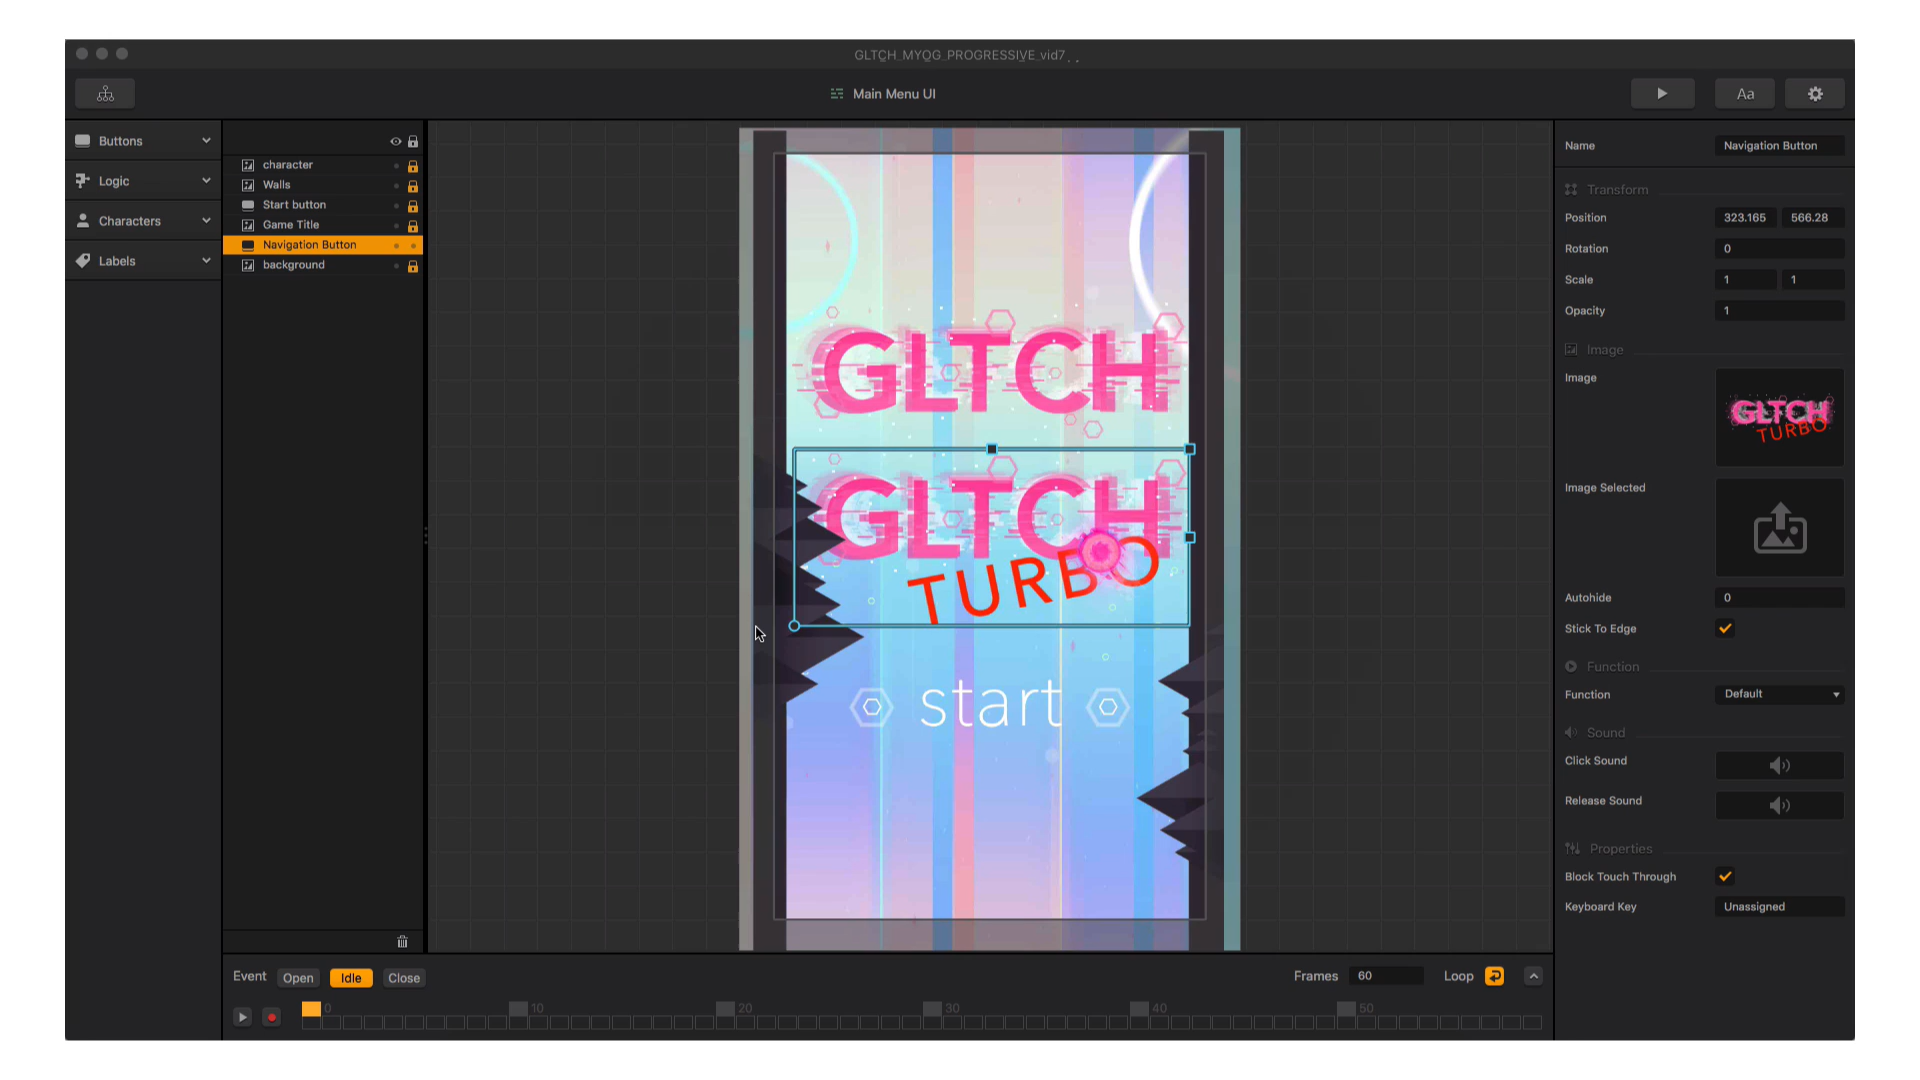 GLTCH_MYOG_PROGRESSIVE_vid7
Main Menu UI
Aa
Buttons
Logic
Characters
Labels
character
Walls
Start button
Game Title
Navigation Button
background
GLTCH
GLTCH
TURBO
start
Name
Navigation Button
Transform
Position
323.165
566.28
Rotation
0
Scale
1
1
Opacity
1
Image
Image
GLTCH
TURBO
Image Selected
Autohide
0
Stick To Edge
Function
Function
Default
Sound
Click Sound
Release Sound
Properties
Block Touch Through
Keyboard Key
Unassigned
Event
Open
Idle
Close
Frames
60
Loop
0
10
20
30
40
50